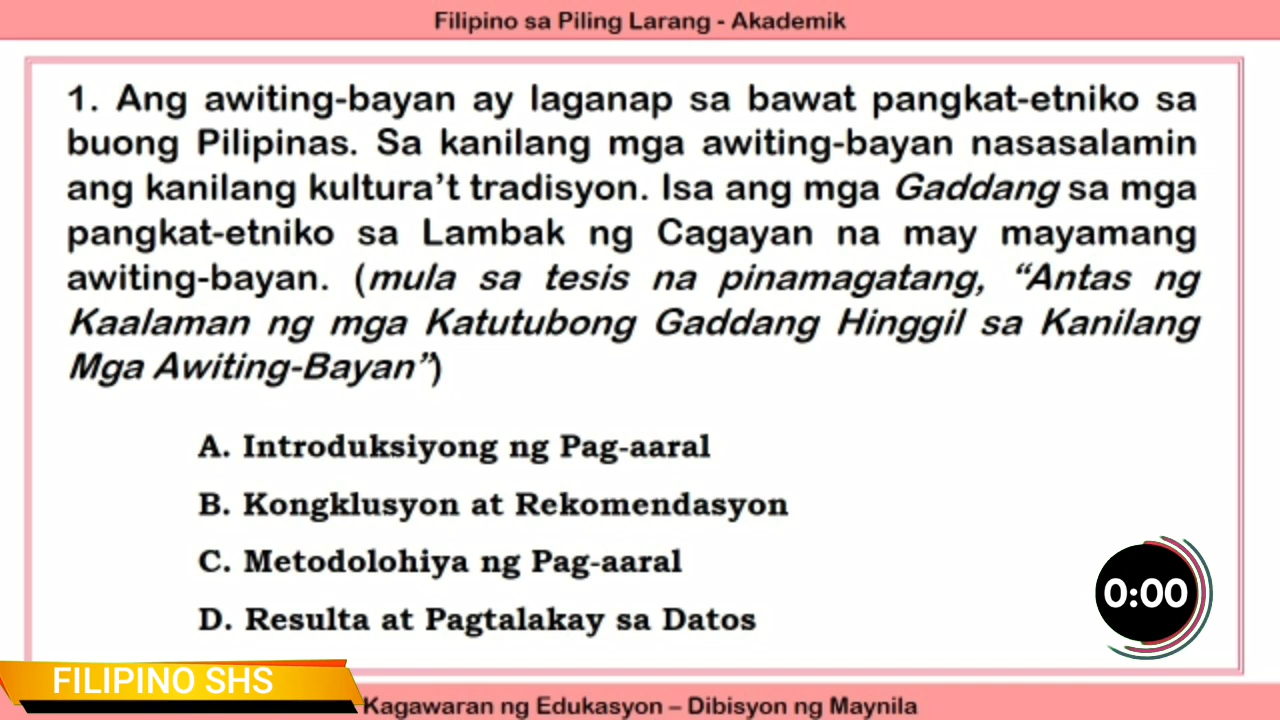 Filipino sa Piling Larang - Akademik
1. Ang awiting-bayan ay laganap sa bawat pangkat-etniko sa
buong Pilipinas. Sa kanilang mga awiting-bayan nasasalamin
ang kanilang kultura’t tradisyon. Isa ang mga Gaddang sa mga
pangkat-etniko sa Lambak ng Cagayan na may mayamang
awiting-bayan. (mula sa tesis na pinamagatang, “Antas ng
Kaalaman ng mga Katutubong Gaddang Hinggil sa Kanilang
Mga Awiting-Bayan”)
A. Introduksiyong ng Pag-aaral
B. Kongklusyon at Rekomendasyon
C. Metodolohiya ng Pag-aaral
D. Resulta at Pagtalakay sa Datos
0:00
FILIPINO SHS
Kagawaran ng Edukasyon – Dibisyon ng Maynila